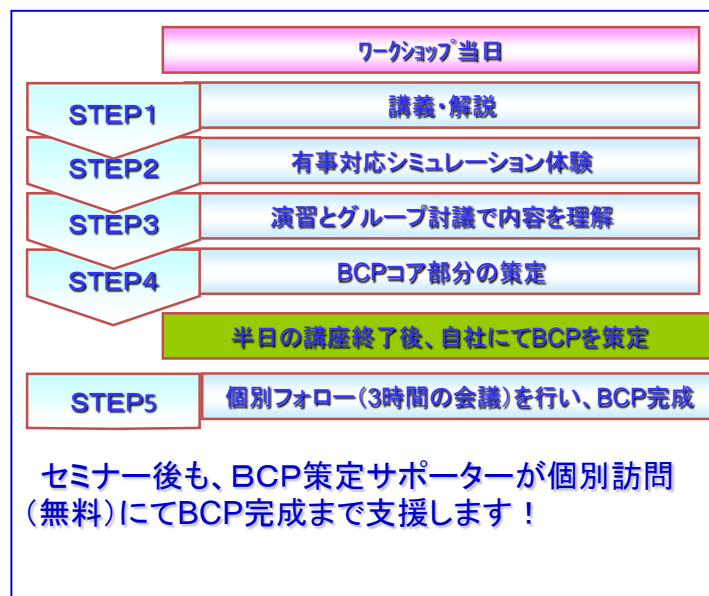 ワークショップ当日
STEP1
講義・解説
STEP2
有事対応シミュレーション体験
STEP3
演習とグループ討議で内容を理解
STEP4
BCPコア部分の策定
半日の講座終了後、自社にてBCPを策定
STEP5
個別フォロー(3時間の会議)を行い、BCP完成
セミナー後も、BCP策定サポーターが個別訪問
(無料)にてBCP完成まで支援します！